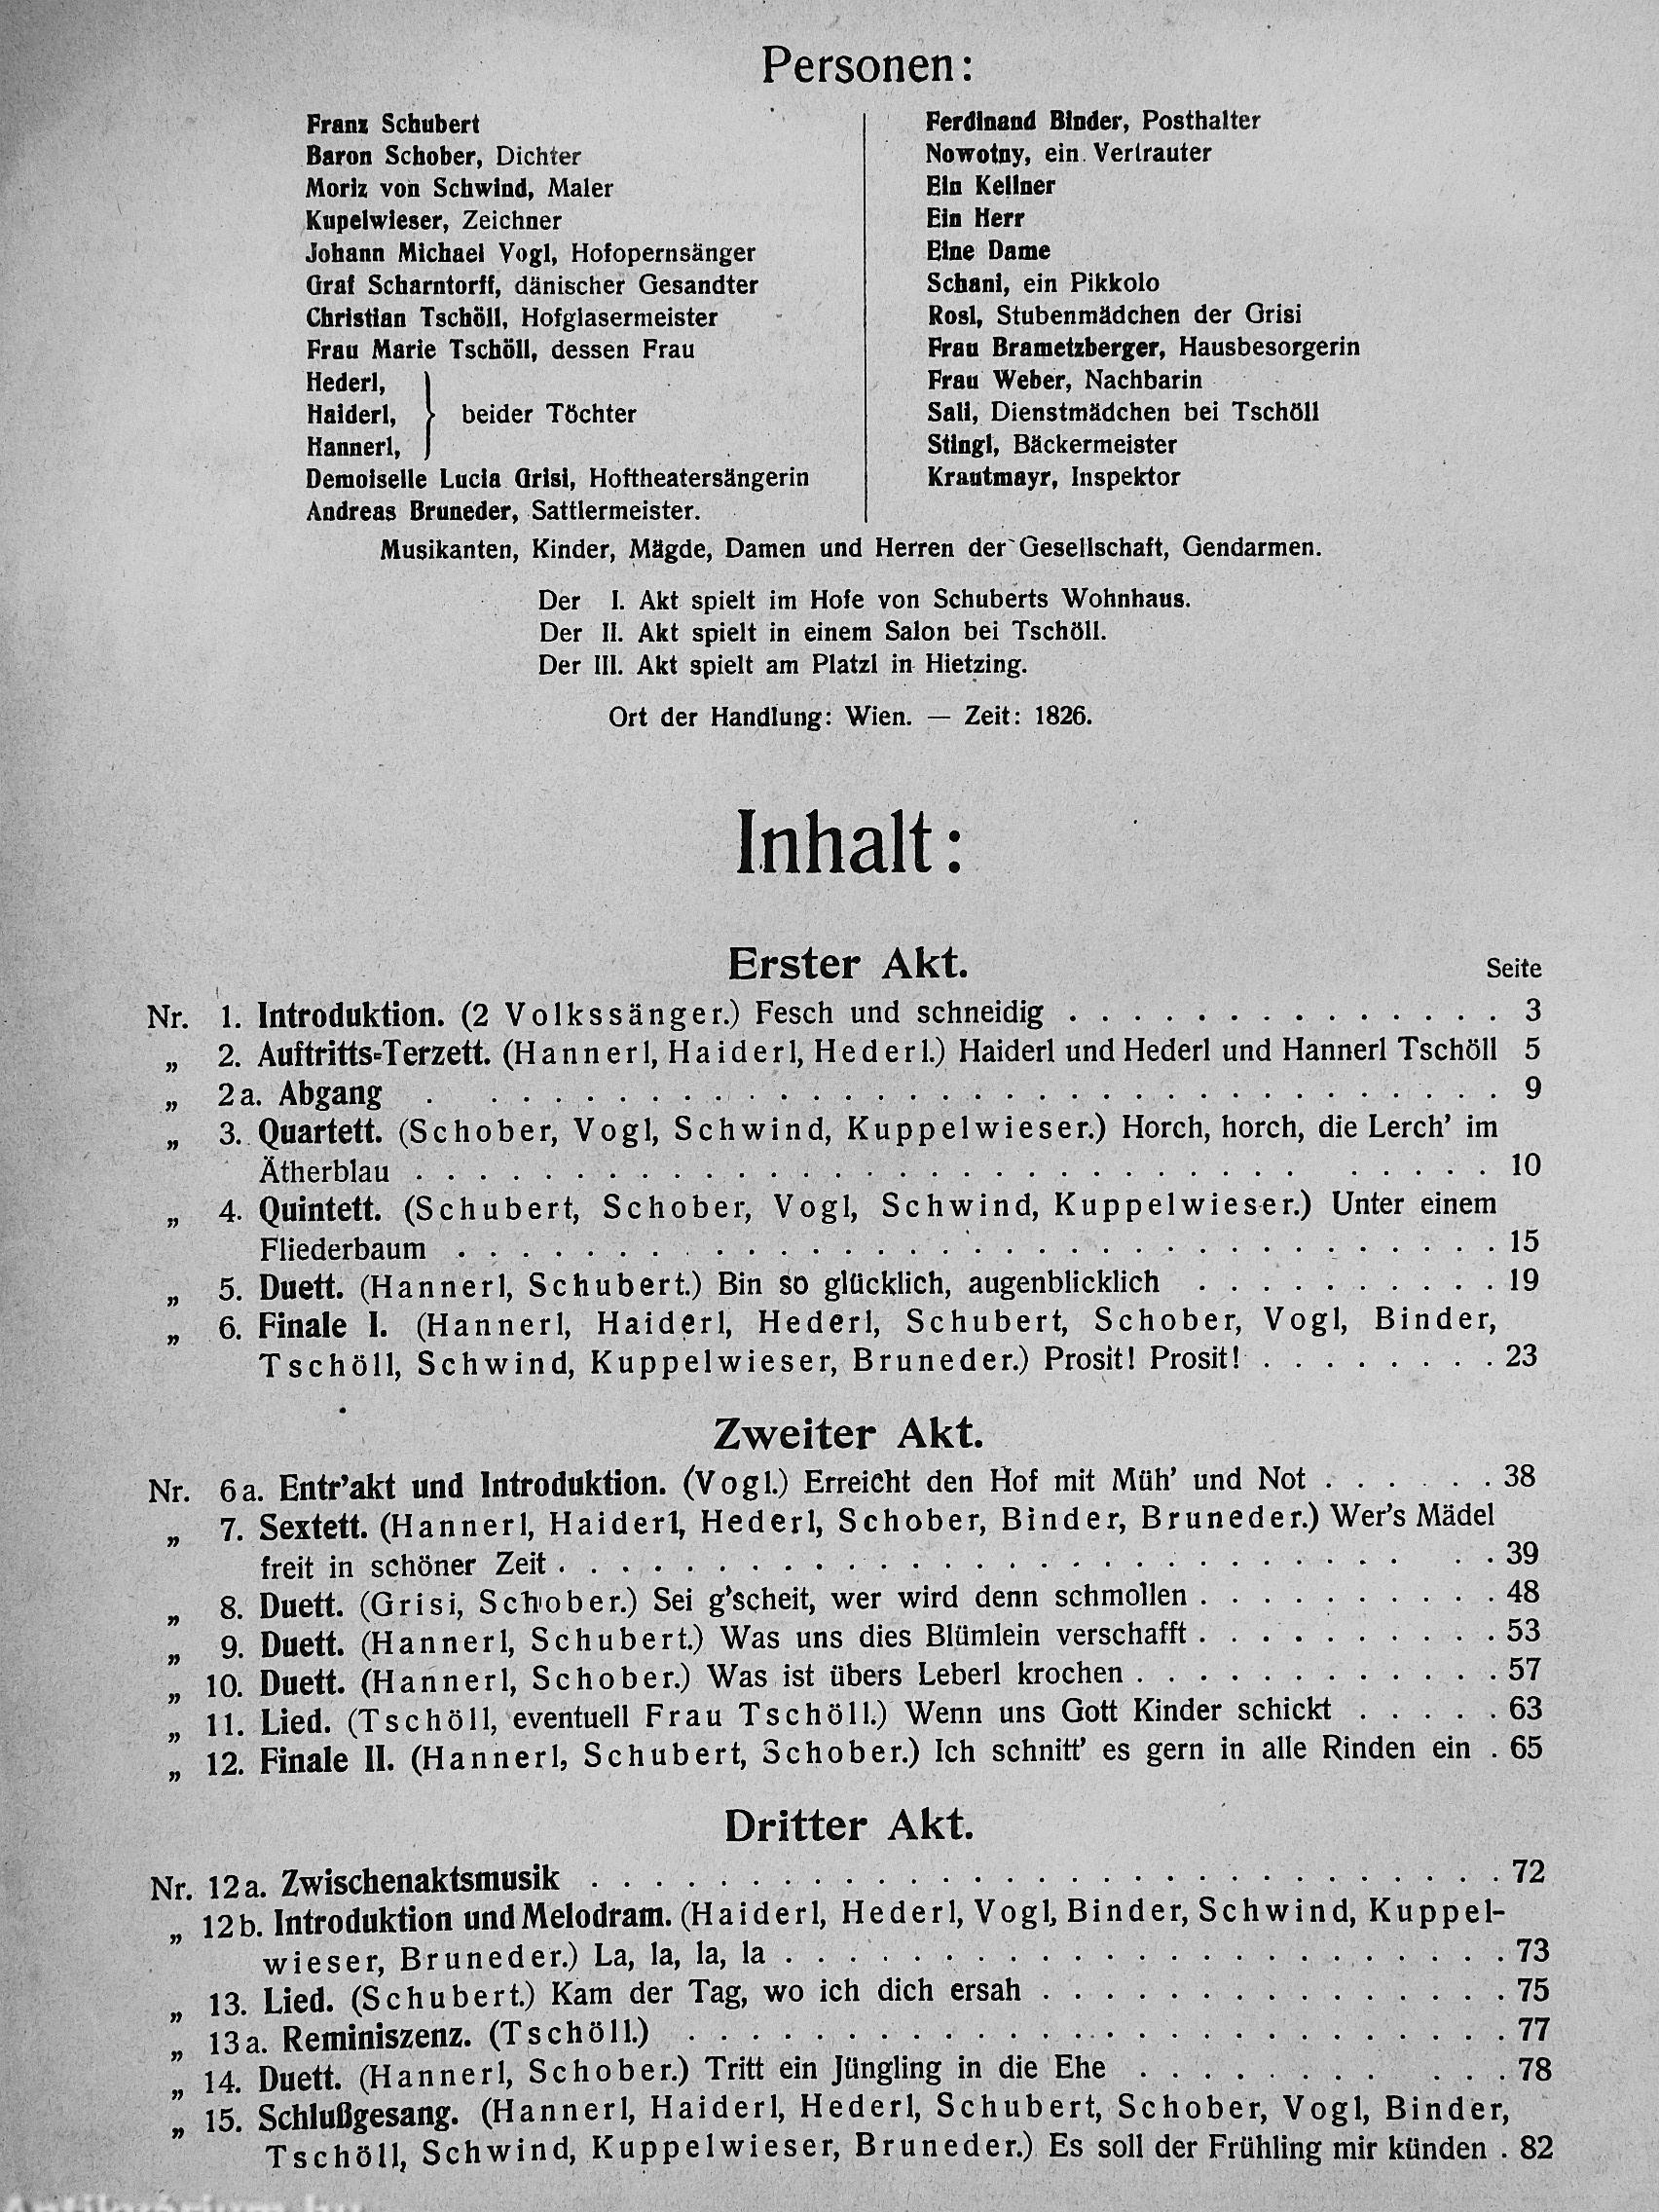 Personen:
Franz Schubert
Baron Schober, Dichter
Moriz von Schwind, Maler
Kupelwieser, Zeichner
Johann Michael Vogl, Hofopernsänger
Graf Scharntorff, dänischer Gesandter
Christian Tschöll, Hofglasermeister
Frau Marie Tschöll, dessen Frau
Hederl,
Haiderl, } beider Töchter
Hannerl,
Demoiselle Lucia Grisi, Hoftheatersängerin
Andreas Bruneder, Sattlermeister.
Ferdinand Binder, Posthalter
Nowotny, ein Vertrauter
Ein Kellner
Ein Herr
Eine Dame
Schani, ein Pikkolo
Rosl, Stubenmädchen der Grisi
Frau Brametzberger, Hausbesorgerin
Frau Weber, Nachbarin
Sali, Dienstmädchen bei Tschöll
Stingl, Bäckermeister
Krautmayr, Inspektor
Musikanten, Kinder, Mägde, Damen und Herren der Gesellschaft, Gendarmen.
Der I. Akt spielt im Hofe von Schuberts Wohnhaus.
Der II. Akt spielt in einem Salon bei Tschöll.
Der III. Akt spielt am Platzl in Hietzing.
Ort der Handlung: Wien. — Zeit: 1826.
Inhalt:
Erster Akt.
Seite
Nr. 1. Introduktion. (2 Volkssänger.) Fesch und schneidig . . . . . . . . . . . . . . 3
„ 2. Auftritts-Terzett. (Hannerl, Haiderl, Hederl.) Haiderl und Hederl und Hannerl Tschöll 5
„ 2a. Abgang . . . . . . . . . . . . . . . . . . . . . . . . . . . . . . . . . . 9
„ 3. Quartett. (Schober, Vogl, Schwind, Kuppelwieser.) Horch, horch, die Lerch' im
Ätherblau . . . . . . . . . . . . . . . . . . . . . . . . . . . . . . . . . . 10
„ 4. Quintett. (Schubert, Schober, Vogl, Schwind, Kuppelwieser.) Unter einem
Fliederbaum . . . . . . . . . . . . . . . . . . . . . . . . . . . . . . . . . 15
„ 5. Duett. (Hannerl, Schubert.) Bin so glücklich, augenblicklich . . . . . . . . . . 19
„ 6. Finale I. (Hannerl, Haiderl, Hederl, Schubert, Schober, Vogl, Binder,
Tschöll, Schwind, Kuppelwieser, Bruneder.) Prosit! Prosit! . . . . . . . . 23
Zweiter Akt.
Nr. 6a. Entr'akt und Introduktion. (Vogl.) Erreicht den Hof mit Müh' und Not . . . . . . 38
„ 7. Sextett. (Hannerl, Haiderl, Hederl, Schober, Binder, Bruneder.) Wer's Mädel
freit in schöner Zeit . . . . . . . . . . . . . . . . . . . . . . . . . . . . . 39
„ 8. Duett. (Grisi, Schober.) Sei g'scheit, wer wird denn schmollen . . . . . . . . . . 48
„ 9. Duett. (Hannerl, Schubert.) Was uns dies Blümlein verschafft . . . . . . . . . . 53
„ 10. Duett. (Hannerl, Schober.) Was ist übers Leberl krochen . . . . . . . . . . . . 57
„ 11. Lied. (Tschöll, eventuell Frau Tschöll.) Wenn uns Gott Kinder schickt . . . . . 63
„ 12. Finale II. (Hannerl, Schubert, Schober.) Ich schnitt' es gern in alle Rinden ein . 65
Dritter Akt.
Nr. 12a. Zwischenaktsmusik . . . . . . . . . . . . . . . . . . . . . . . . . . . . . 72
„ 12b. Introduktion und Melodram. (Haiderl, Hederl, Vogl, Binder, Schwind, Kuppel-
wieser, Bruneder.) La, la, la, la . . . . . . . . . . . . . . . . . . . . . . . 73
„ 13. Lied. (Schubert.) Kam der Tag, wo ich dich ersah . . . . . . . . . . . . . . . 75
„ 13a. Reminiszenz. (Tschöll.) . . . . . . . . . . . . . . . . . . . . . . . . . . 77
„ 14. Duett. (Hannerl, Schober.) Tritt ein Jüngling in die Ehe . . . . . . . . . . . 78
„ 15. Schlußgesang. (Hannerl, Haiderl, Hederl, Schubert, Schober, Vogl, Binder,
Tschöll, Schwind, Kuppelwieser, Bruneder.) Es soll der Frühling mir künden . 82